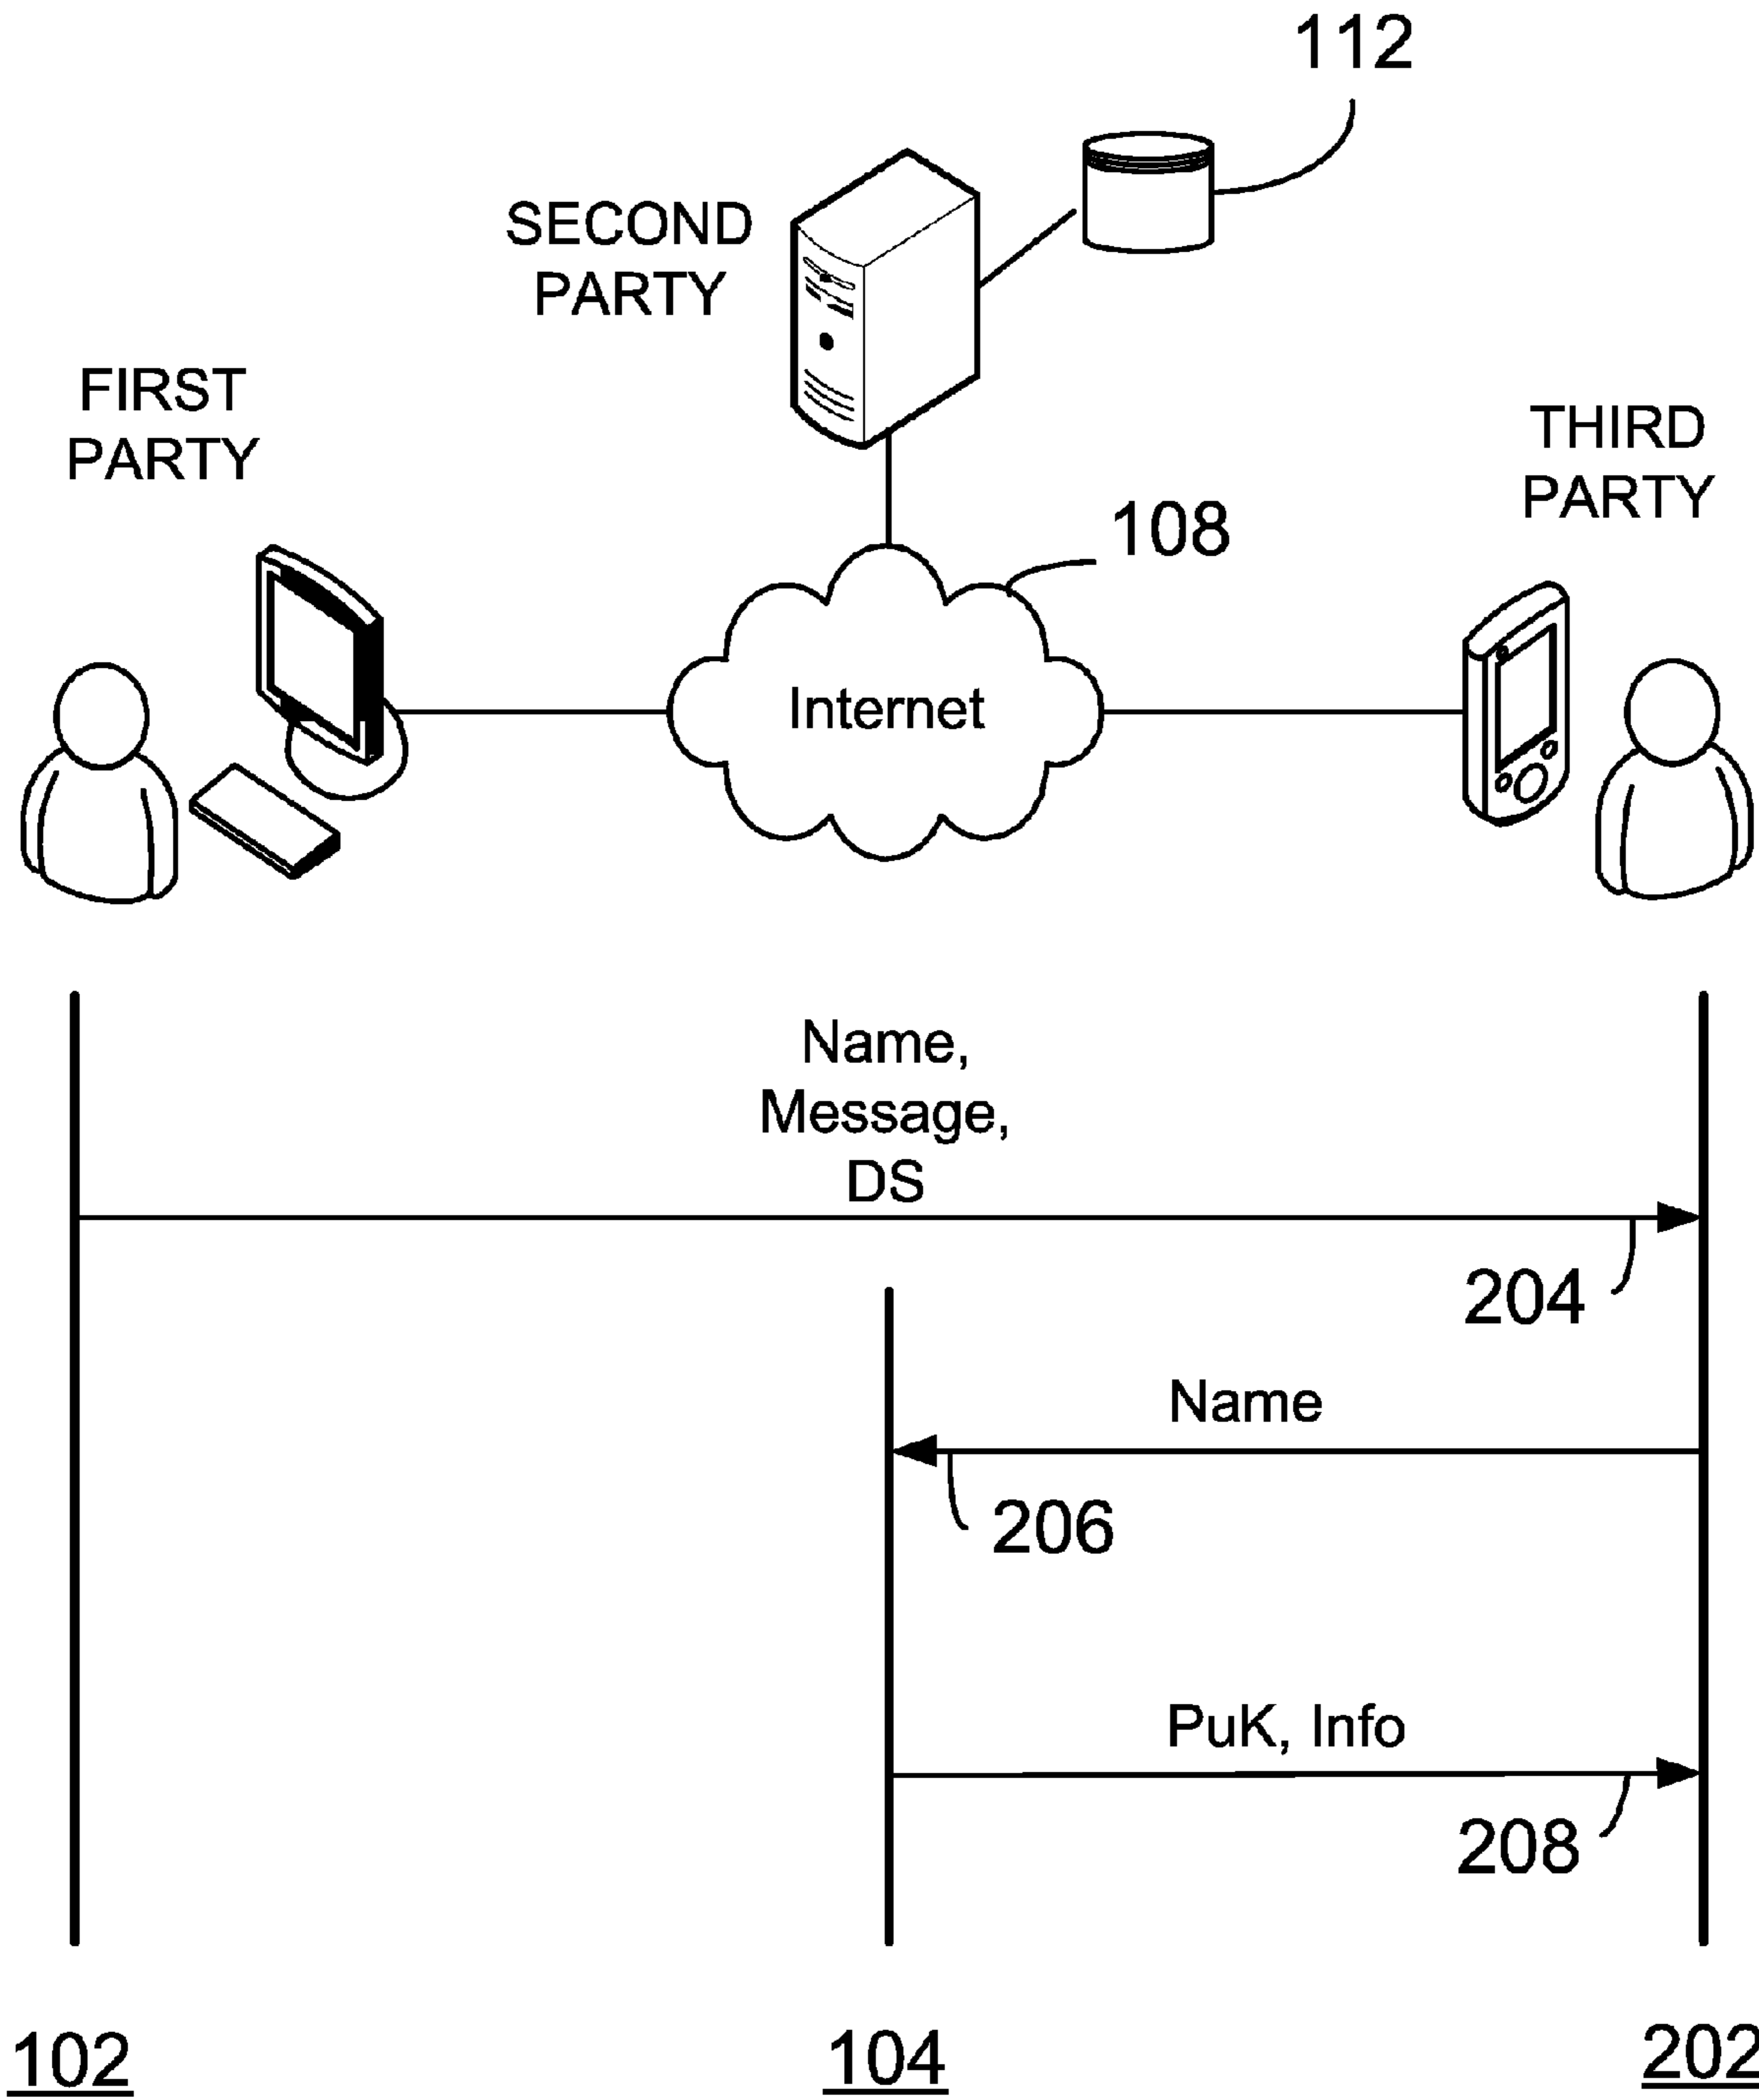 112
SECOND
PARTY
FIRST
PARTY
THIRD
PARTY
108
Internet
Name,
Message,
DS
204
Name
206
PuK, Info
208
102
104
202